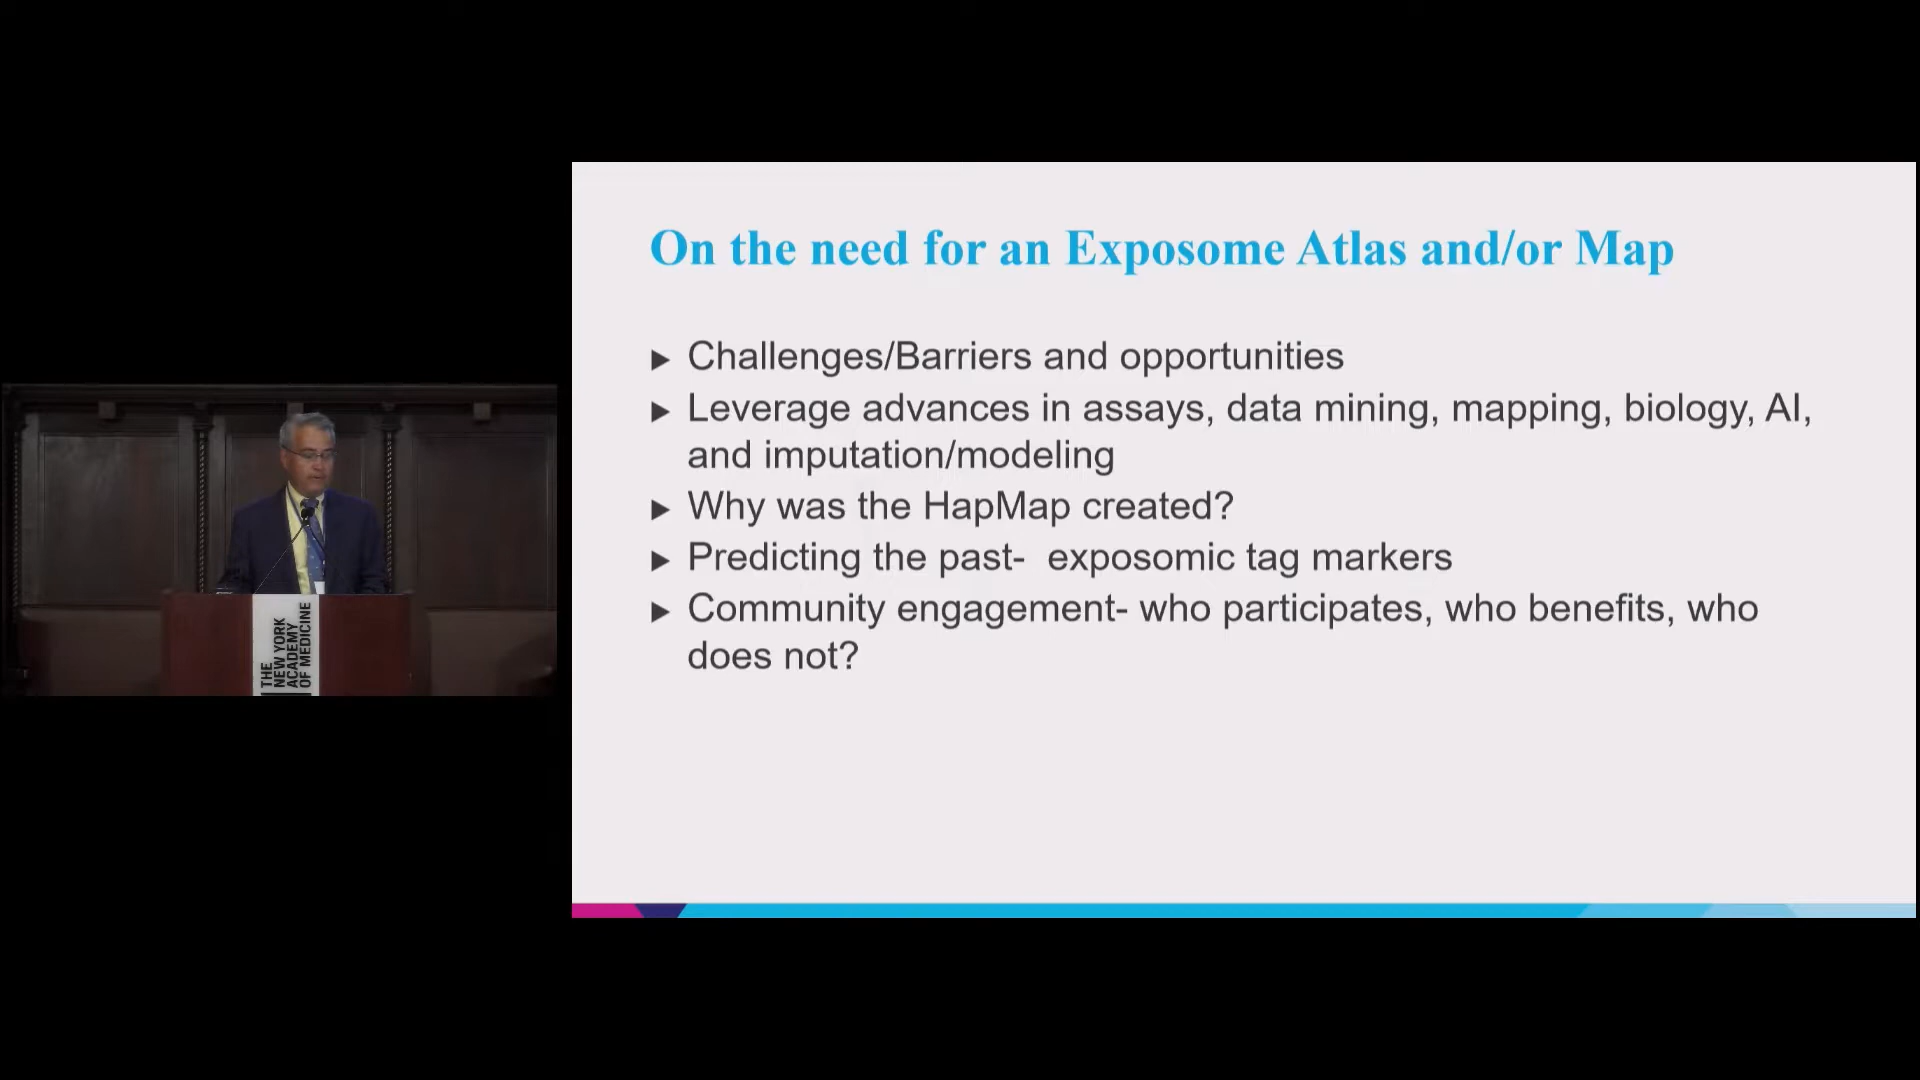 On the need for an Exposome Atlas and/or Map
Challenges/Barriers and opportunities
Leverage advances in assays, data mining, mapping, biology, AI,
and imputation/modeling
Why was the HapMap created?
Predicting the past- exposomic tag markers
Community engagement- who participates, who benefits, who
does not?
THE
NEW YORK
ACADEMY
OF MEDICINE